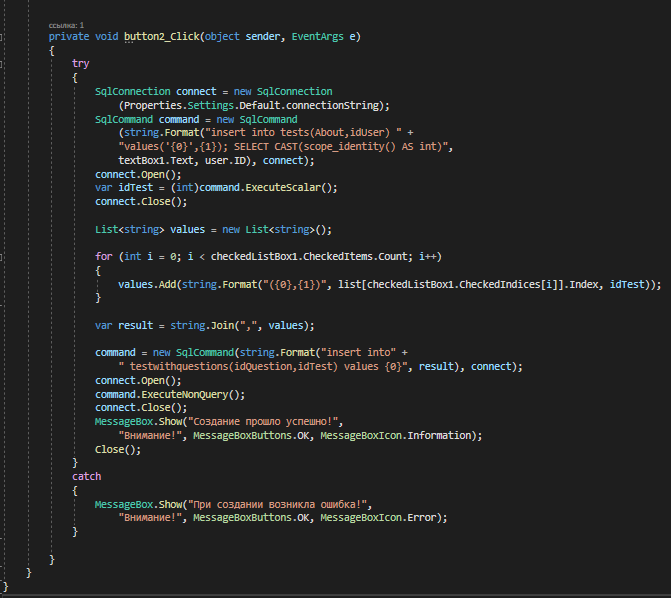 ссылка: 1
private void button2_Click(object sender, EventArgs e)
{
try
{
SqlConnection connect = new SqlConnection
(Properties.Settings.Default.connectionString);
SqlCommand command = new SqlCommand
(string.Format("insert into tests(About,idUser) " +
"values('{0}',{1}); SELECT CAST(scope_identity() AS int)",
textBox1.Text, user.ID), connect);
connect.Open();
var idTest = (int)command.ExecuteScalar();
connect.Close();
List<string> values = new List<string>();
for (int i = 0; i < checkedListBox1.CheckedItems.Count; i++)
{
values.Add(string.Format("({0},{1})", list[checkedListBox1.CheckedIndices[i]].Index, idTest));
}
var result = string.Join(",", values);
command = new SqlCommand(string.Format("insert into" +
" testwithquestions(idQuestion,idTest) values {0}", result), connect);
connect.Open();
command.ExecuteNonQuery();
connect.Close();
MessageBox.Show("Создание прошло успешно!",
"Внимание!", MessageBoxButtons.OK, MessageBoxIcon.Information);
Close();
}
catch
{
MessageBox.Show("При создании возникла ошибка!",
"Внимание!", MessageBoxButtons.OK, MessageBoxIcon.Error);
}
}
}
}